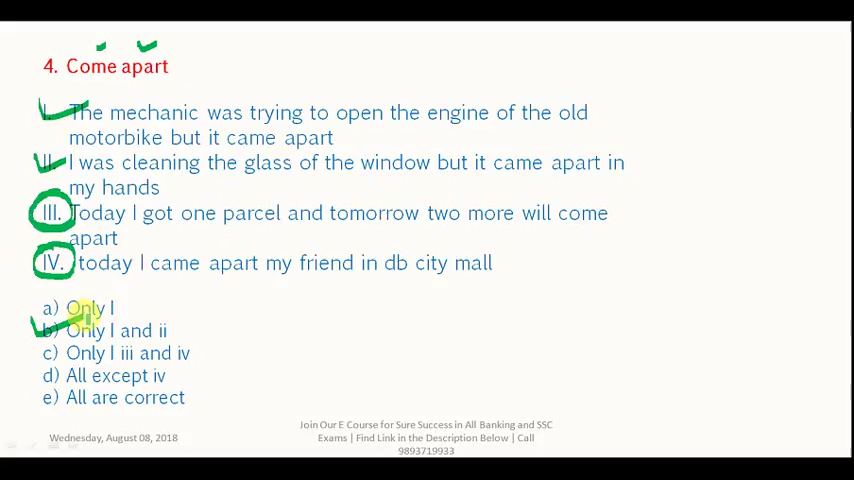 4. Come apart
I. The mechanic was trying to open the engine of the old
motorbike but it came apart
II. I was cleaning the glass of the window but it came apart in
my hands
III. Today I got one parcel and tomorrow two more will come
apart
IV. today I came apart my friend in db city mall
a) Only I
b) Only I and ii
c) Only I iii and iv
d) All except iv
e) All are correct
Join Our E Course for Sure Success in All Banking and SSC
Wednesday, August 08, 2018 Exams | Find Link in the Description Below | Call
9893719933